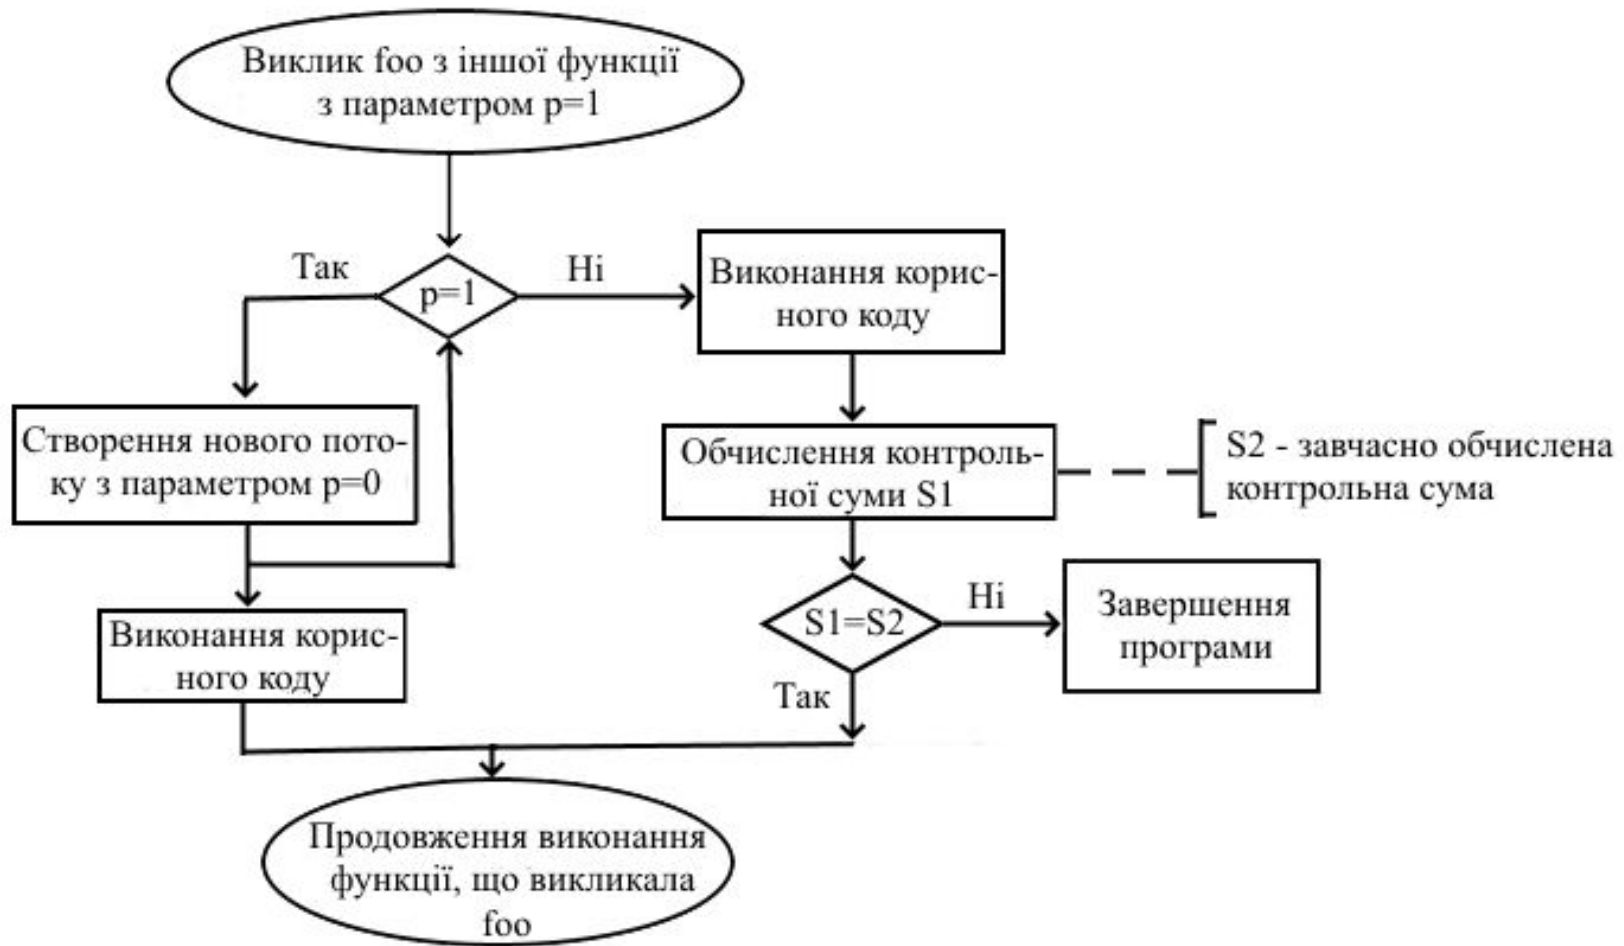 Виклик foo з іншої функції
з параметром p=1
Так
p=1
Ні
Виконання корис-
ного коду
Створення нового пото-
ку з параметром p=0
Обчислення контроль-
ної суми S1
S2 - завчасно обчислена
контрольна сума
Виконання корис-
ного коду
S1=S2
Ні
Завершення
програми
Так
Продовження виконання
функції, що викликала
foo